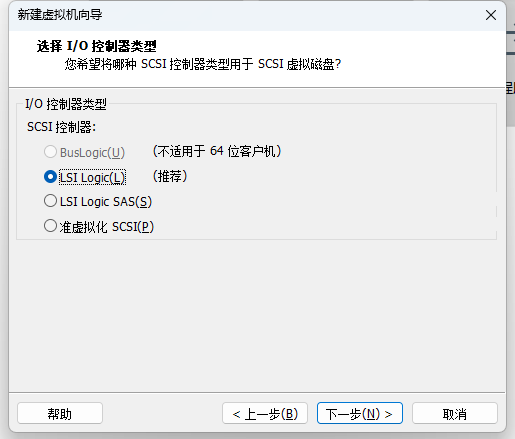 新建虚拟机向导
选择 I/O 控制器类型
您希望将哪种 SCSI 控制器类型用于 SCSI 虚拟磁盘?
I/O 控制器类型
SCSI 控制器:
BusLogic(U) (不适用于 64 位客户机)
LSI Logic(L) (推荐)
LSI Logic SAS(S)
准虚拟化 SCSI(P)
帮助 < 上一步(B) 下一步(N) > 取消